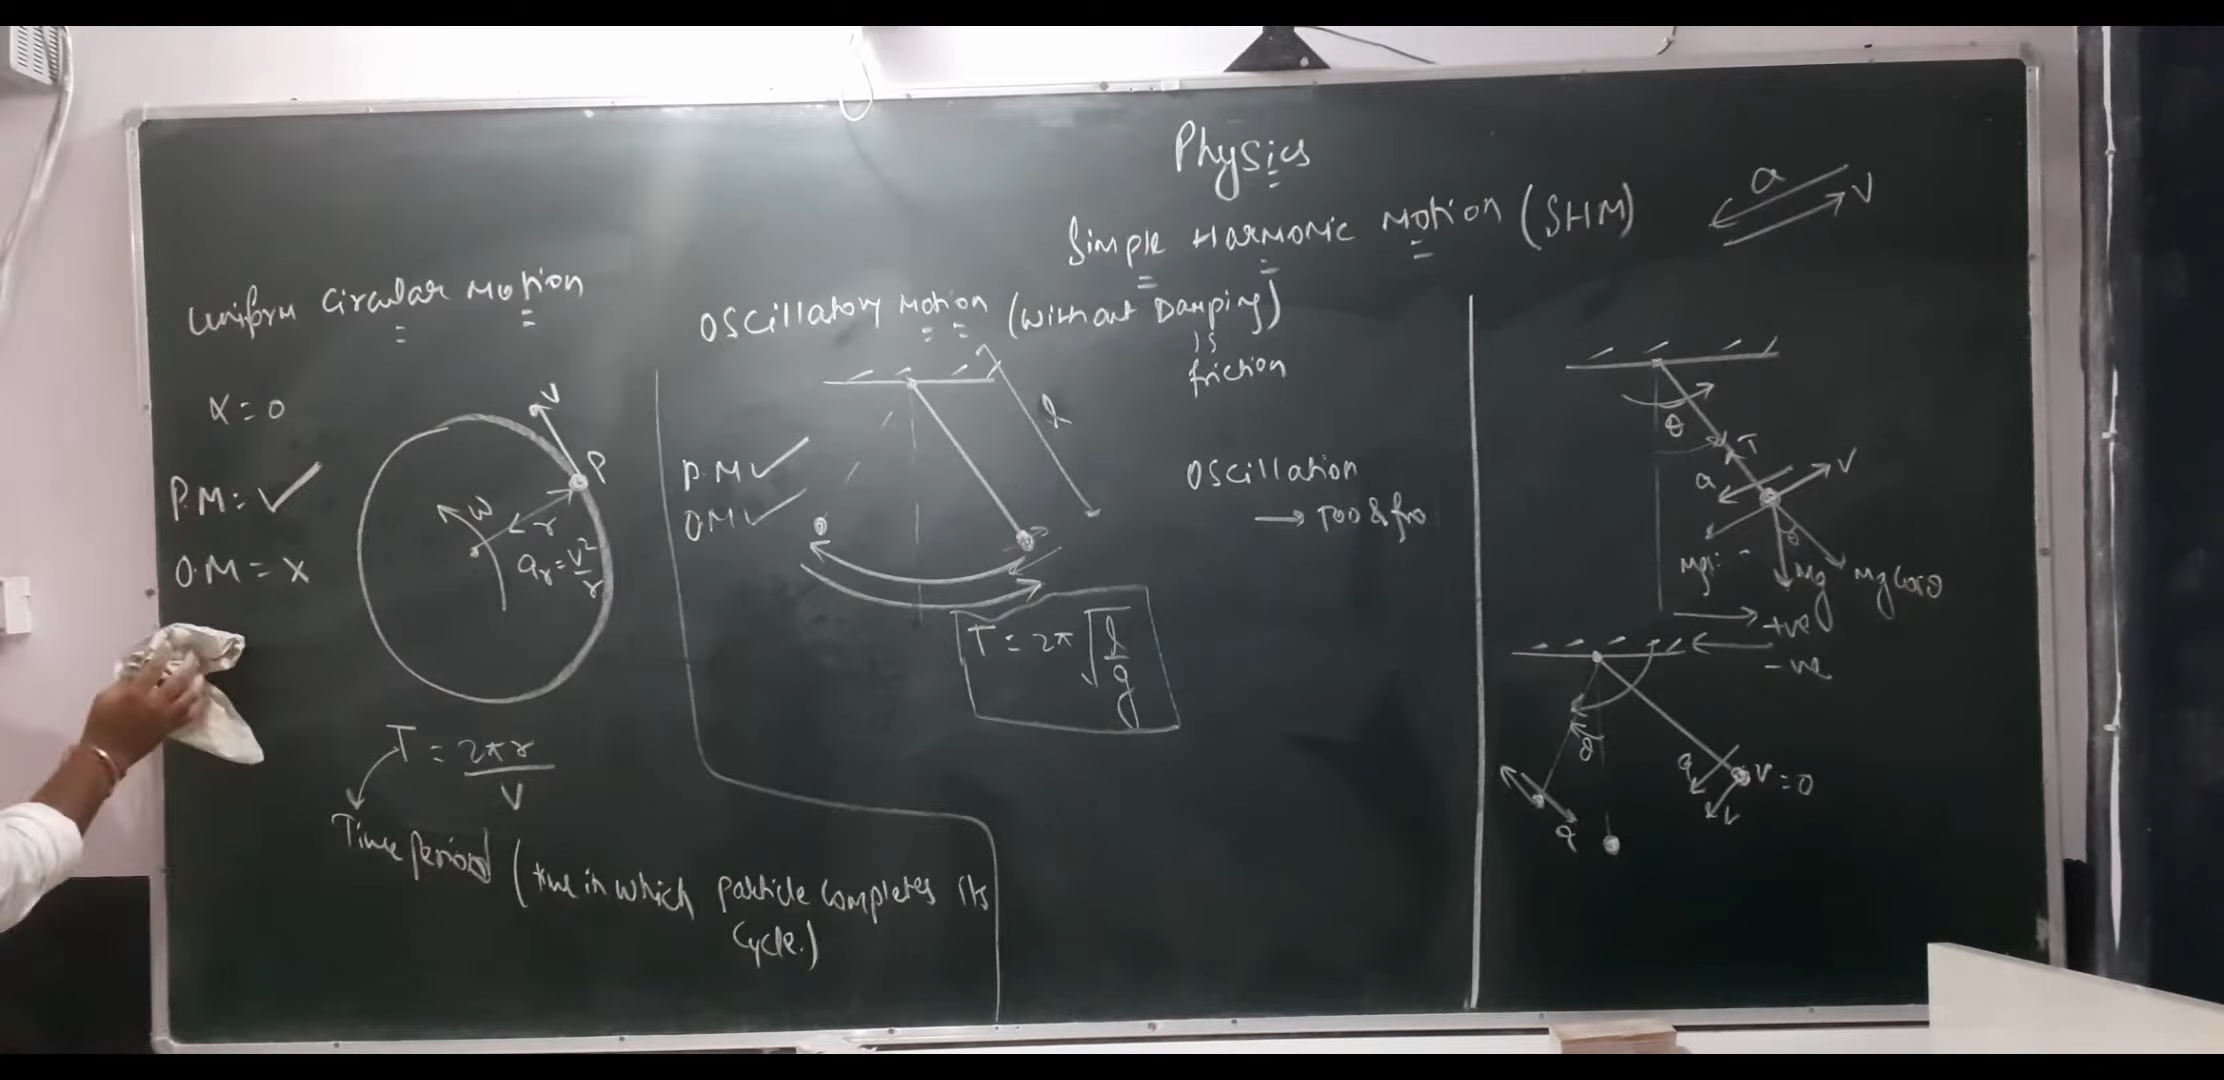 Physics
Simple Harmonic Motion (SHM)
a
V
Uniform Circular Motion
α = 0
P.M = ✓
O.M = x
V
P
ω
r
ar = v²/r
T = 2πr/V
Time Period (time in which particle completes its
cycle.)
Oscillatory Motion (without Damping)
is
friction
P.M ✓
O.M ✓
l
Oscillation
→ Too & fro
T = 2π√l/g
θ
T
a
V
θ
Mg
Mg cosθ
+ve
-ve
θ
a
a
V = 0
V